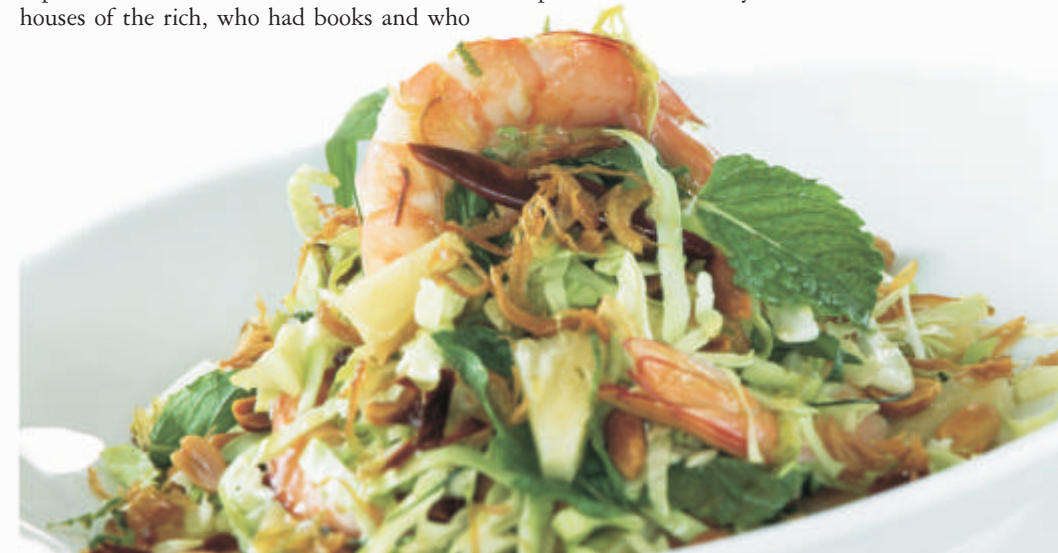 houses of the rich, who had books and who